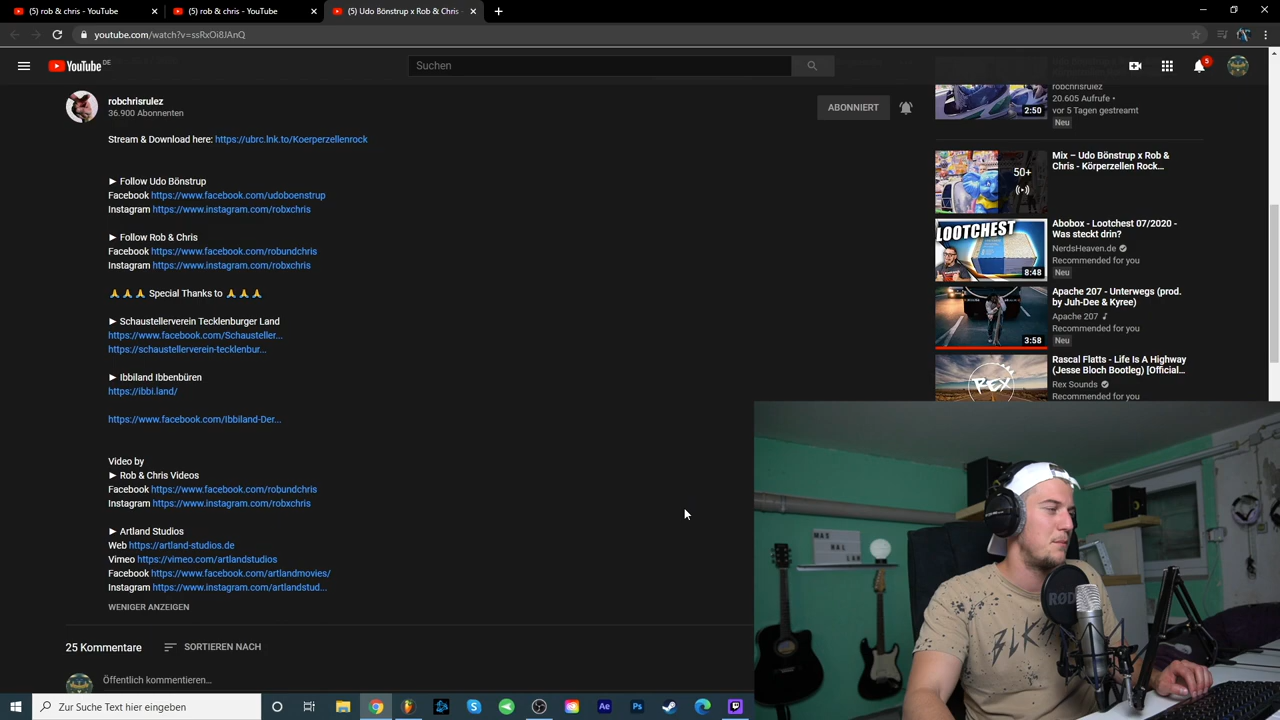 (5) rob & chris - YouTube
(5) rob & chris - YouTube
(5) Udo Bönstrup x Rob & Chris
youtube.com/watch?v=ssRxOi8JAnQ
YouTube DE
Suchen
5
robchrisrulez
36.900 Abonnenten
ABONNIERT
Stream & Download here: https://ubrc.lnk.to/Koerperzellenrock
► Follow Udo Bönstrup
Facebook https://www.facebook.com/udoboenstrup
Instagram https://www.instagram.com/robxchris
► Follow Rob & Chris
Facebook https://www.facebook.com/robundchris
Instagram https://www.instagram.com/robxchris
🙏🙏🙏 Special Thanks to 🙏🙏🙏
► Schaustellerverein Tecklenburger Land
https://www.facebook.com/Schausteller...
https://schaustellerverein-tecklenbur...
► Ibbiland Ibbenbüren
https://ibbi.land/
https://www.facebook.com/Ibbiland-Der...
Video by
► Rob & Chris Videos
Facebook https://www.facebook.com/robundchris
Instagram https://www.instagram.com/robxchris
► Artland Studios
Web https://artland-studios.de
Vimeo https://vimeo.com/artlandstudios
Facebook https://www.facebook.com/artlandmovies/
Instagram https://www.instagram.com/artlandstud...
WENIGER ANZEIGEN
25 Kommentare
SORTIEREN NACH
Öffentlich kommentieren...
robchrisrulez
20.605 Aufrufe •
vor 5 Tagen gestreamt
Neu
2:50
Mix – Udo Bönstrup x Rob &
Chris - Körperzellen Rock...
50+
Abobox - Lootchest 07/2020 -
Was steckt drin?
NerdsHeaven.de
Recommended for you
Neu
LOOTCHEST
8:48
Apache 207 - Unterwegs (prod.
by Juh-Dee & Kyree)
Apache 207
Recommended for you
Neu
3:58
Rascal Flatts - Life Is A Highway
(Jesse Bloch Bootleg) [Official...
Rex Sounds
Recommended for you
REX
MAS
HAL
LAN
RØDE
Zur Suche Text hier eingeben